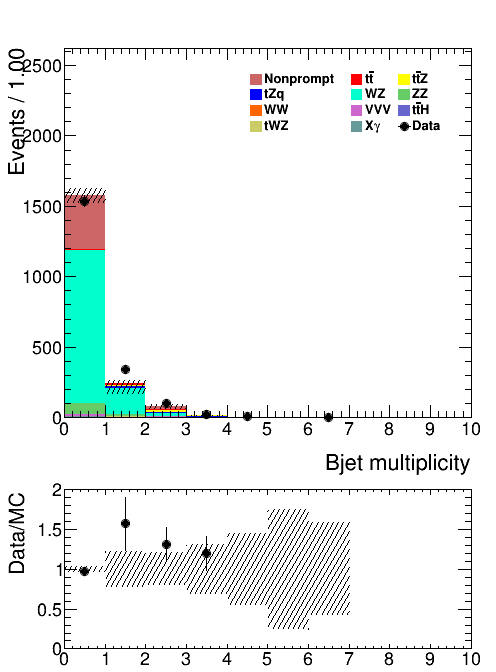 Events / 1.00
2500
2000
1500
1000
500
0
Nonprompt tt̄ tt̄Z
tZq WZ ZZ
WW VVV tt̄H
tWZ Xγ Data
0 1 2 3 4 5 6 7 8 9 10
Bjet multiplicity
Data/MC
2
1.5
1
0.5
0
0 1 2 3 4 5 6 7 8 9 10